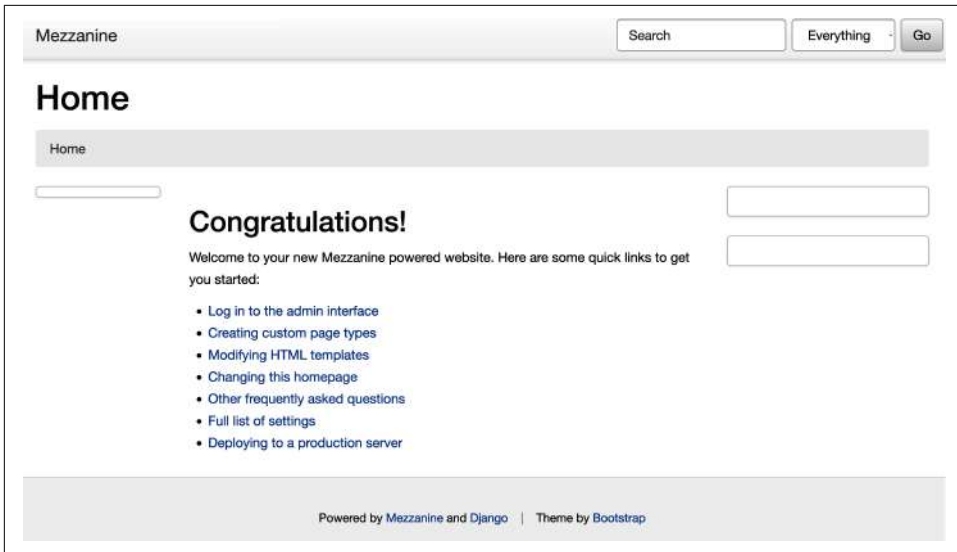 Mezzanine
Search
Everything
Go
Home
Home
Congratulations!
Welcome to your new Mezzanine powered website. Here are some quick links to get
you started:
• Log in to the admin interface
• Creating custom page types
• Modifying HTML templates
• Changing this homepage
• Other frequently asked questions
• Full list of settings
• Deploying to a production server
Powered by Mezzanine and Django | Theme by Bootstrap